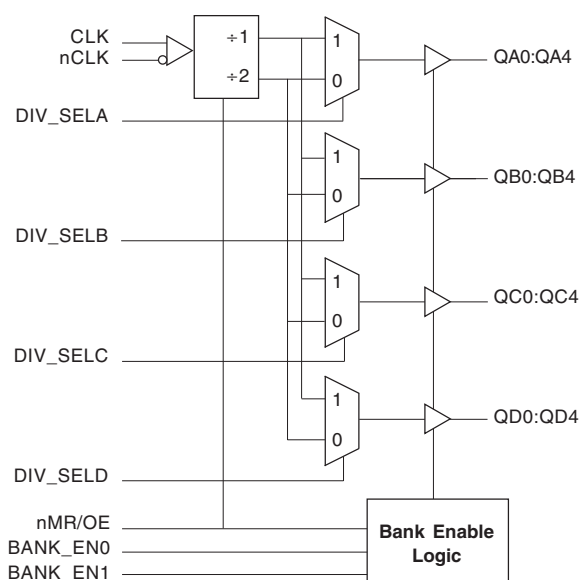 CLK
nCLK
÷1
÷2
1
0
QA0:QA4
DIV_SELA
1
0
QB0:QB4
DIV_SELB
1
0
QC0:QC4
DIV_SELC
1
0
QD0:QD4
DIV_SELD
nMR/OE
BANK_EN0
BANK_EN1
Bank Enable
Logic